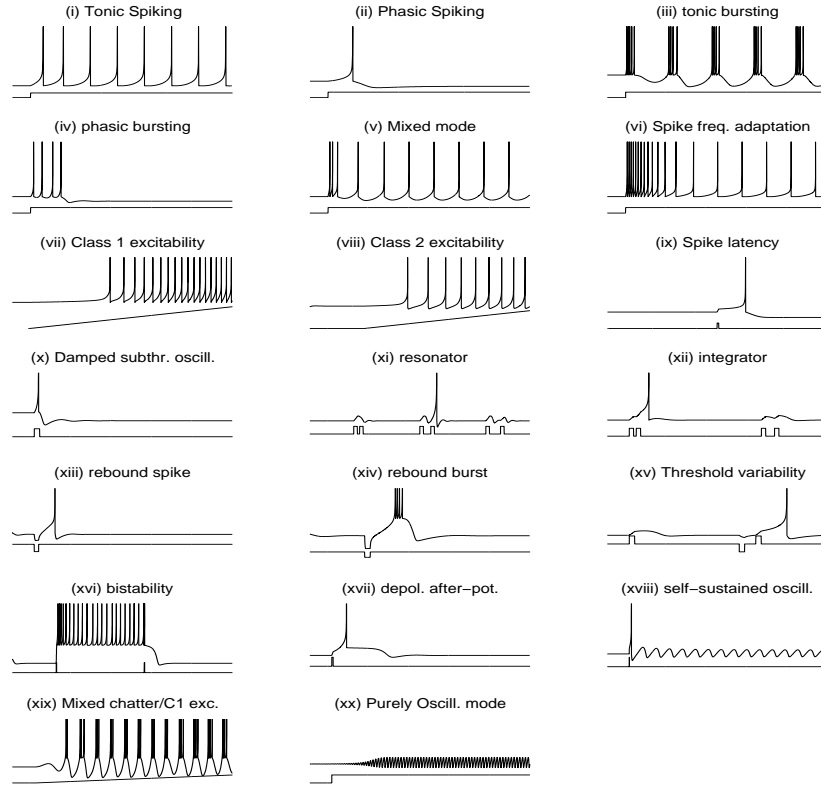 (i) Tonic Spiking
(ii) Phasic Spiking
(iii) tonic bursting
(iv) phasic bursting
(v) Mixed mode
(vi) Spike freq. adaptation
(vii) Class 1 excitability
(viii) Class 2 excitability
(ix) Spike latency
(x) Damped subthr. oscill.
(xi) resonator
(xii) integrator
(xiii) rebound spike
(xiv) rebound burst
(xv) Threshold variability
(xvi) bistability
(xvii) depol. after−pot.
(xviii) self−sustained oscill.
(xix) Mixed chatter/C1 exc.
(xx) Purely Oscill. mode